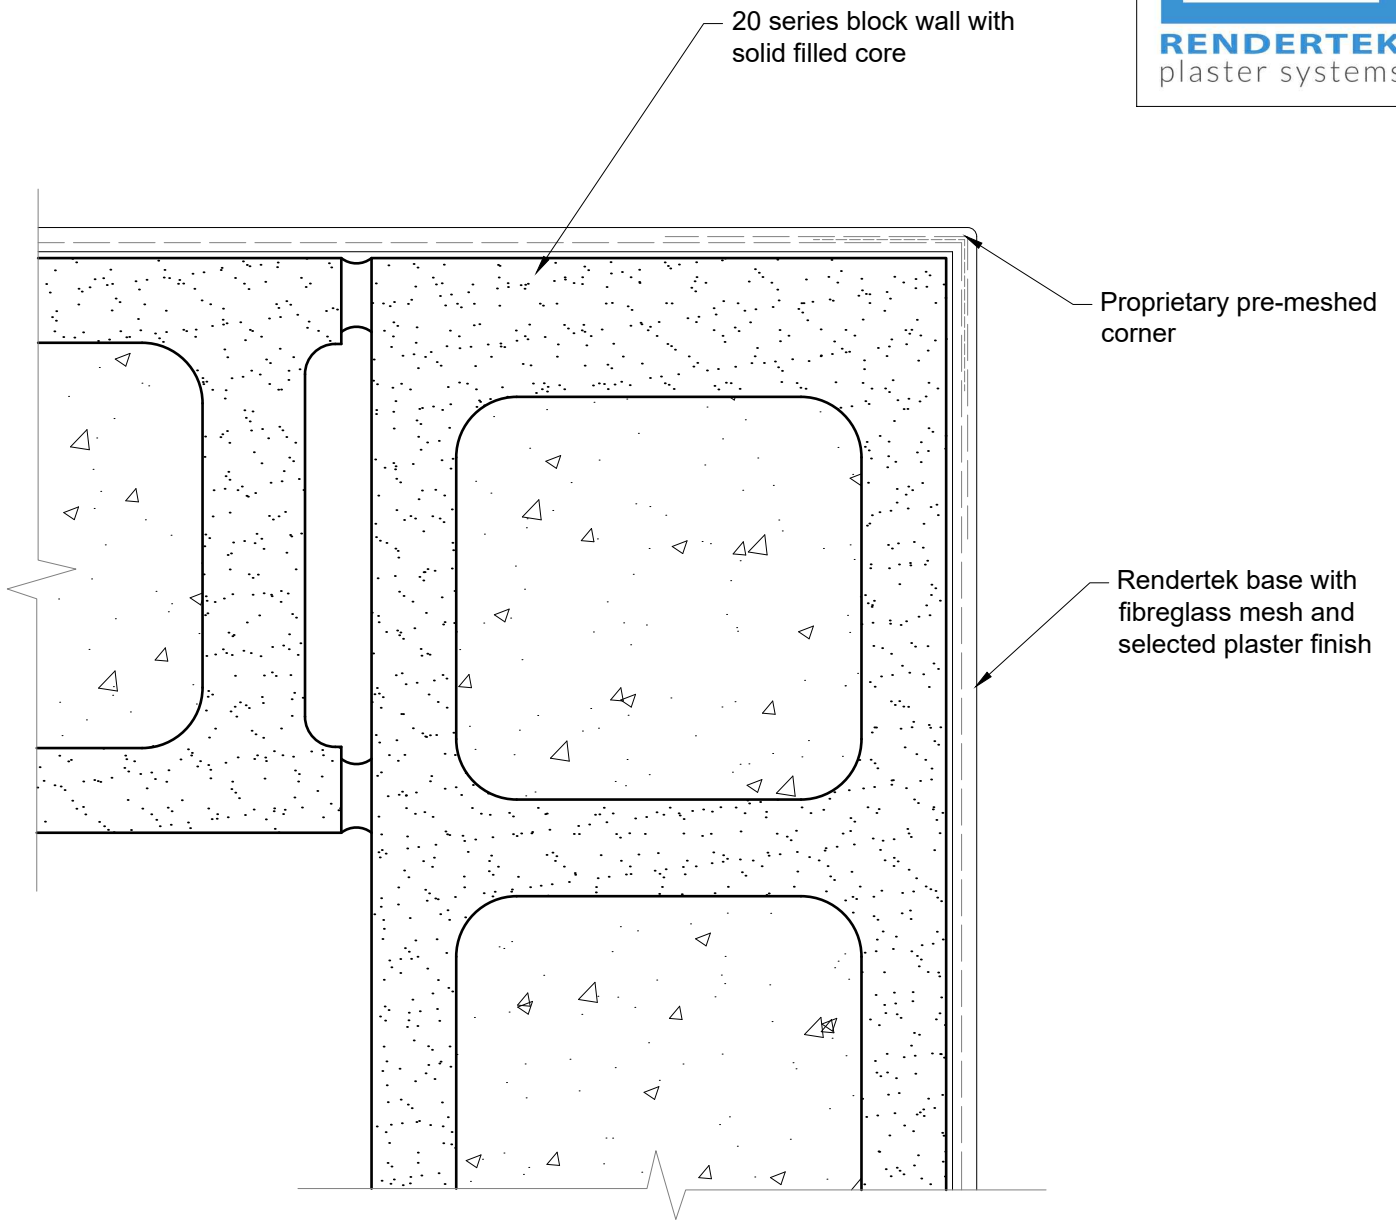 20 series block wall with
solid filled core
RENDERTEK
plaster systems
Proprietary pre-meshed
corner
Rendertek base with
fibreglass mesh and
selected plaster finish